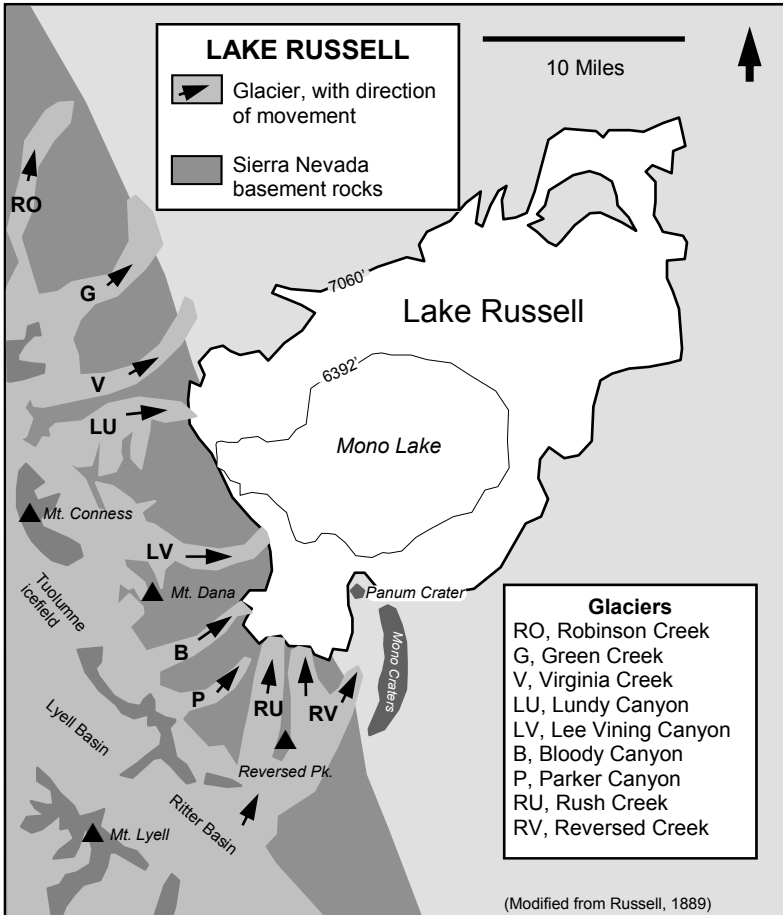 LAKE RUSSELL
Glacier, with direction
of movement
Sierra Nevada
basement rocks
10 Miles
RO
G
7060'
Lake Russell
V
6392'
LU
Mono Lake
Mt. Conness
LV
Tuolumne
icefield
Mt. Dana
Panum Crater
B
Mono Craters
P
RU
RV
Lyell Basin
Reversed Pk.
Ritter Basin
Mt. Lyell
Glaciers
RO, Robinson Creek
G, Green Creek
V, Virginia Creek
LU, Lundy Canyon
LV, Lee Vining Canyon
B, Bloody Canyon
P, Parker Canyon
RU, Rush Creek
RV, Reversed Creek
(Modified from Russell, 1889)